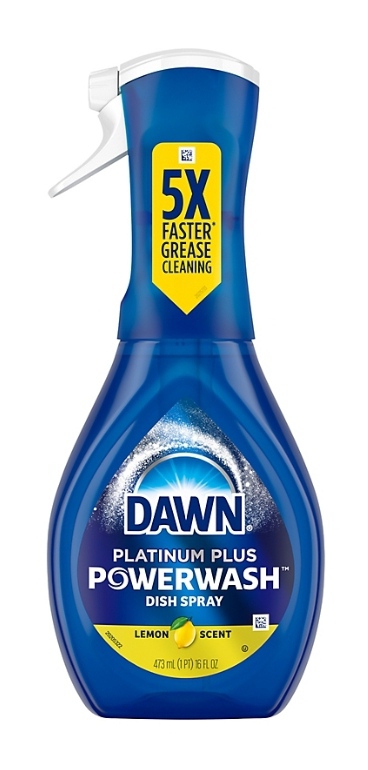 5X
FASTER*
GREASE
CLEANING
DAWN®
PLATINUM PLUS
POWERWASH™
DISH SPRAY
LEMON SCENT
473 mL (1 PT) 16 FL OZ